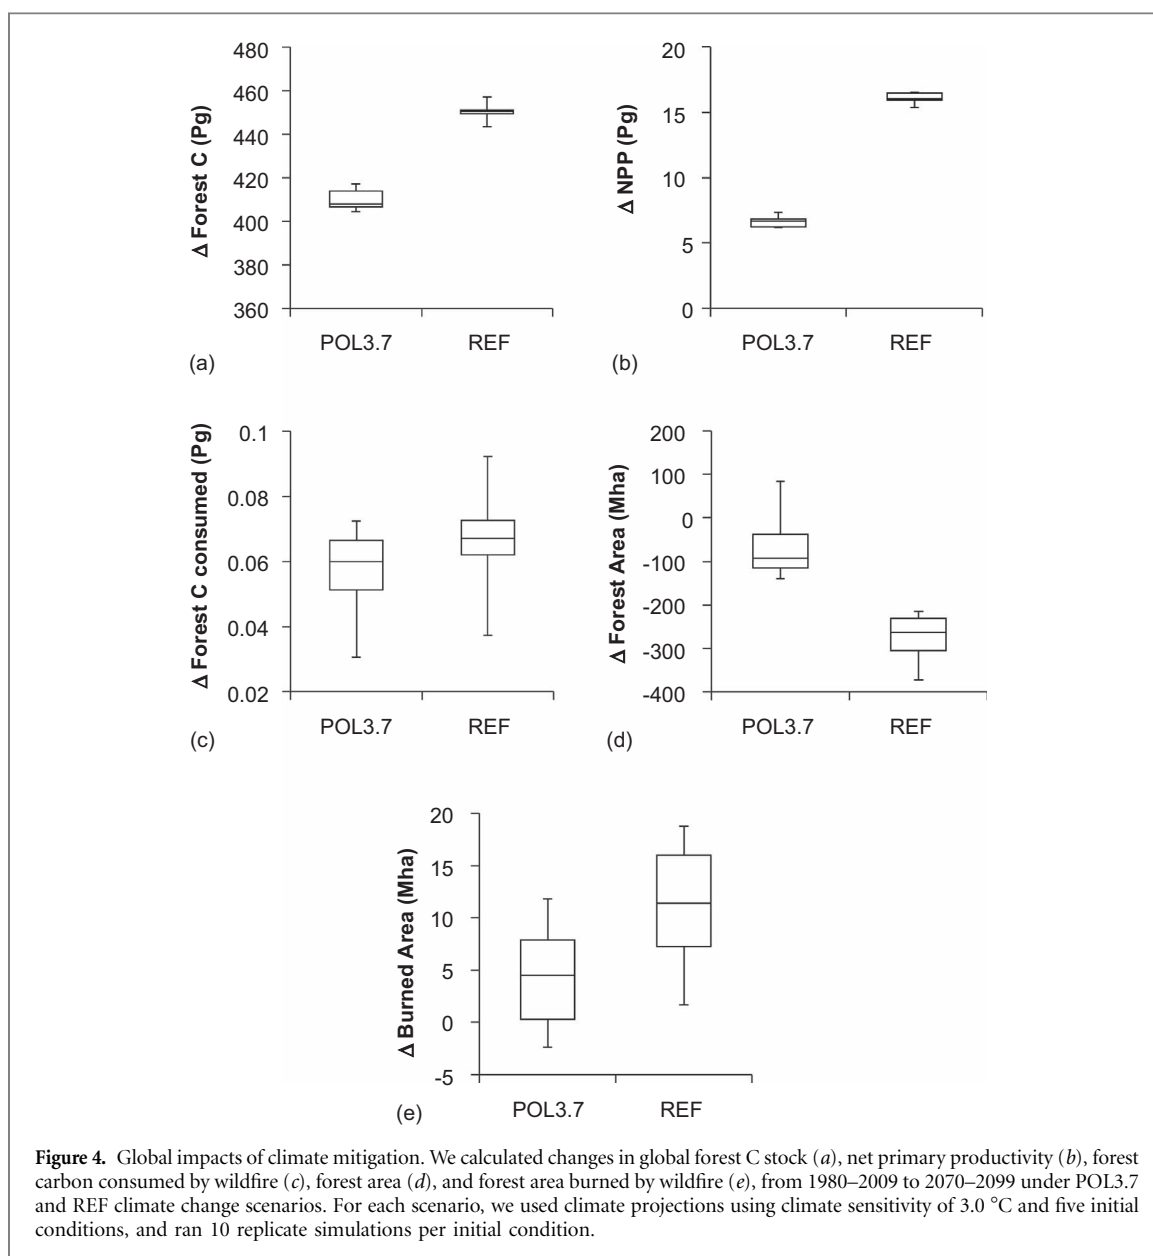 Δ Forest C (Pg)
480
460
440
420
400
380
360
POL3.7
REF
(a)
Δ NPP (Pg)
20
15
10
5
0
POL3.7
REF
(b)
Δ Forest C consumed (Pg)
0.1
0.08
0.06
0.04
0.02
POL3.7
REF
(c)
Δ Forest Area (Mha)
200
100
0
-100
-200
-300
-400
POL3.7
REF
(d)
Δ Burned Area (Mha)
20
15
10
5
0
-5
POL3.7
REF
(e)
Figure 4. Global impacts of climate mitigation. We calculated changes in global forest C stock (a), net primary productivity (b), forest
carbon consumed by wildfire (c), forest area (d), and forest area burned by wildfire (e), from 1980–2009 to 2070–2099 under POL3.7
and REF climate change scenarios. For each scenario, we used climate projections using climate sensitivity of 3.0 °C and five initial
conditions, and ran 10 replicate simulations per initial condition.